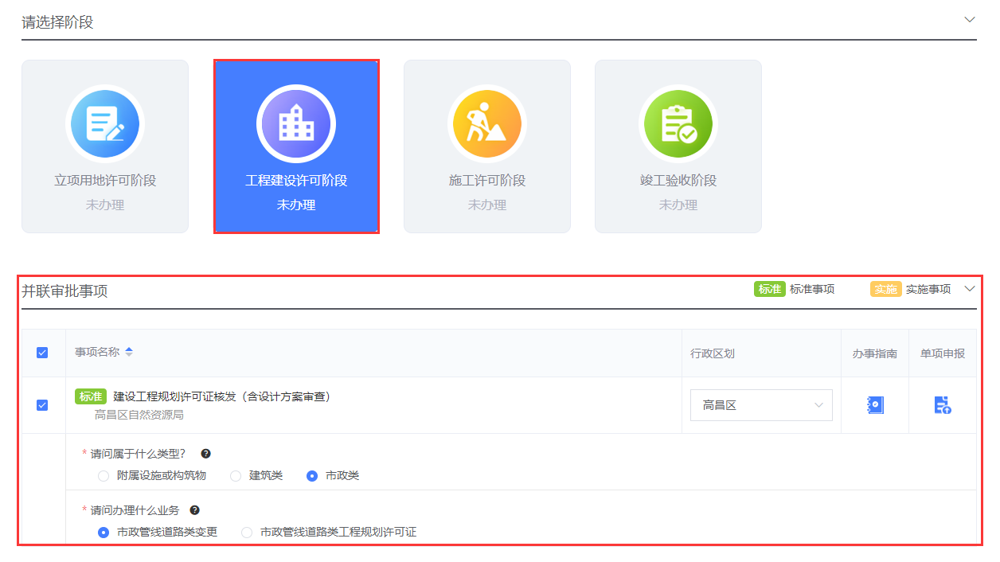 请选择阶段
立项用地许可阶段
未办理
工程建设许可阶段
未办理
施工许可阶段
未办理
竣工验收阶段
未办理
并联审批事项
标准 标准事项 实施 实施事项
事项名称 行政区划 办事指南 单项申报
标准 建设工程规划许可证核发（含设计方案审查）
高昌区自然资源局
高昌区
* 请问属于什么类型?
附属设施或构筑物 建筑类 市政类
* 请问办理什么业务
市政管线道路类变更 市政管线道路类工程规划许可证